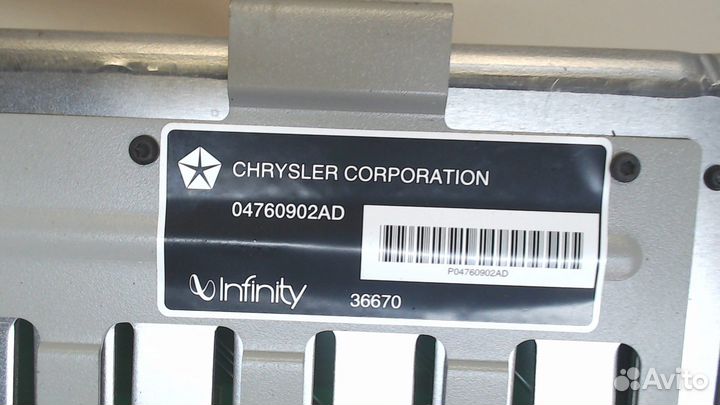 CHRYSLER CORPORATION
04760902AD
P04760902AD
Infinity 36670
Avito